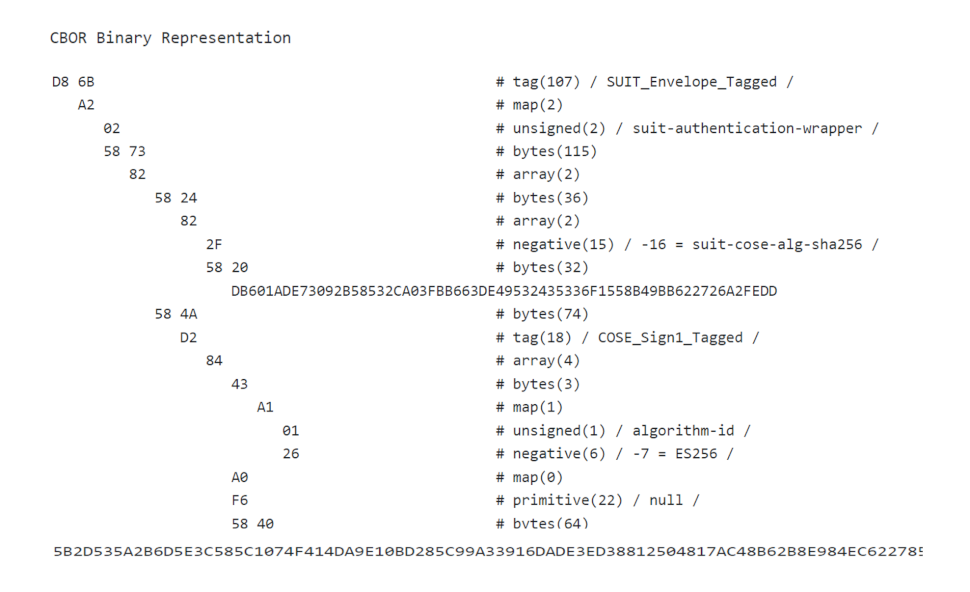 CBOR Binary Representation
D8 6B # tag(107) / SUIT_Envelope_Tagged /
A2 # map(2)
02 # unsigned(2) / suit-authentication-wrapper /
58 73 # bytes(115)
82 # array(2)
58 24 # bytes(36)
82 # array(2)
2F # negative(15) / -16 = suit-cose-alg-sha256 /
58 20 # bytes(32)
DB601ADE73092B58532CA03FBB663DE49532435336F1558B49BB622726A2FEDD
58 4A # bytes(74)
D2 # tag(18) / COSE_Sign1_Tagged /
84 # array(4)
43 # bytes(3)
A1 # map(1)
01 # unsigned(1) / algorithm-id /
26 # negative(6) / -7 = ES256 /
A0 # map(0)
F6 # primitive(22) / null /
58 40 # bytes(64)
5B2D535A2B6D5E3C585C1074F414DA9E10BD285C99A33916DADE3ED38812504817AC48B62B8E984EC622785